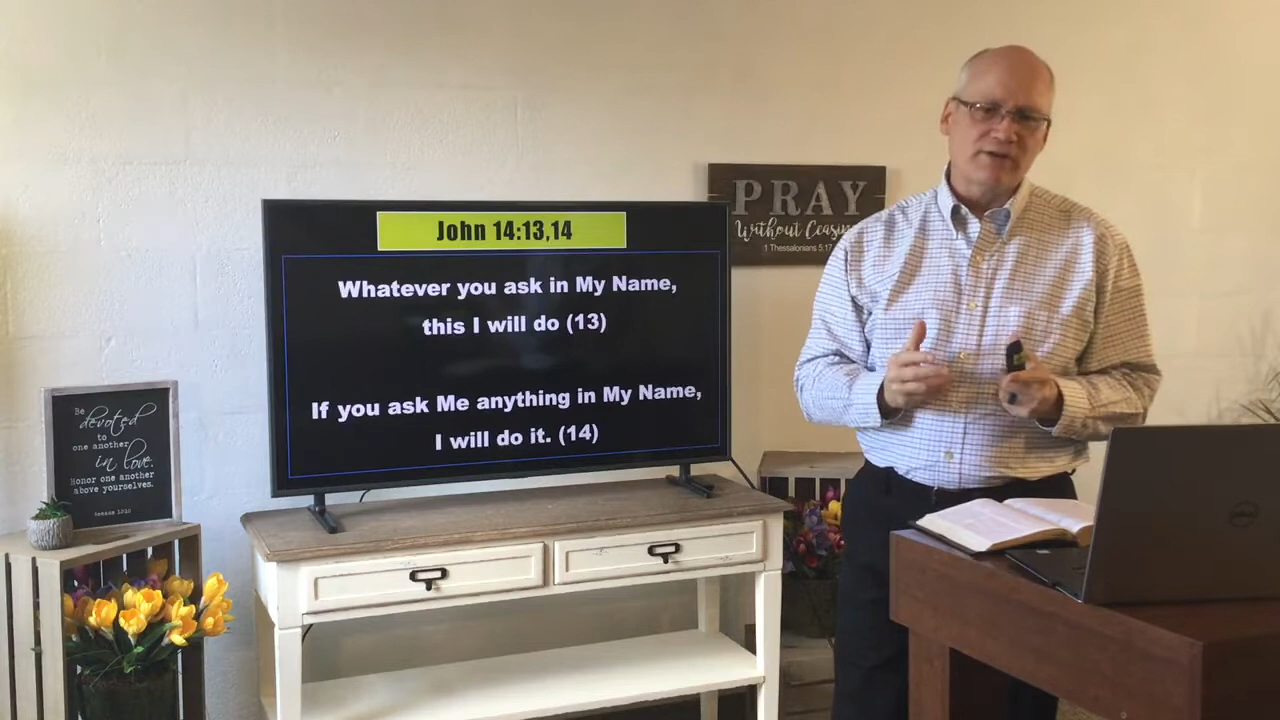 John 14:13,14
Whatever you ask in My Name,
this I will do (13)
If you ask Me anything in My Name,
I will do it. (14)
PRAY
Without
1 Thessalonians 5:17
Be
devoted
to
one another
in love.
Honor one another
above yourselves.
DELL